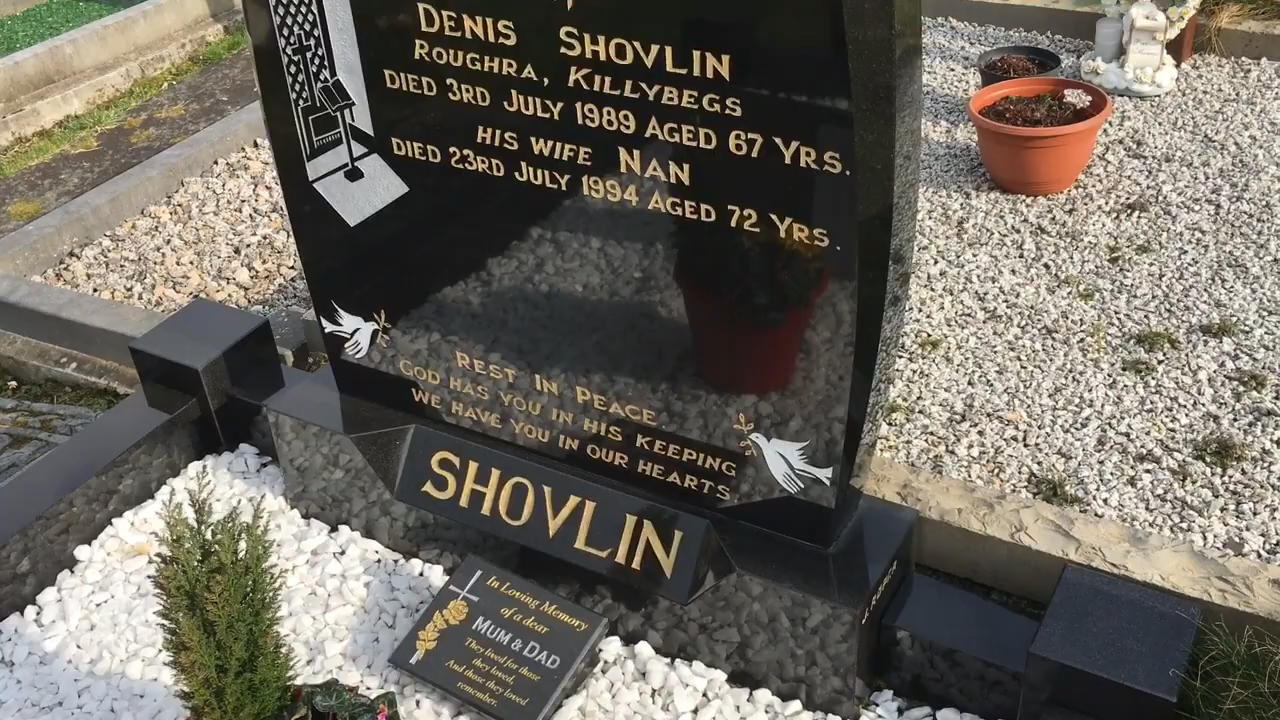 DENIS SHOVLIN
ROUGHRA, KILLYBEGS
DIED 3RD JULY 1989 AGED 67 YRS.
HIS WIFE NAN
DIED 23RD JULY 1994 AGED 72 YRS.
REST IN PEACE
GOD HAS YOU IN HIS KEEPING
WE HAVE YOU IN OUR HEARTS
SHOVLIN
In Loving Memory
of a dear
MUM & DAD
They lived for those
they loved,
And those they loved
remember.